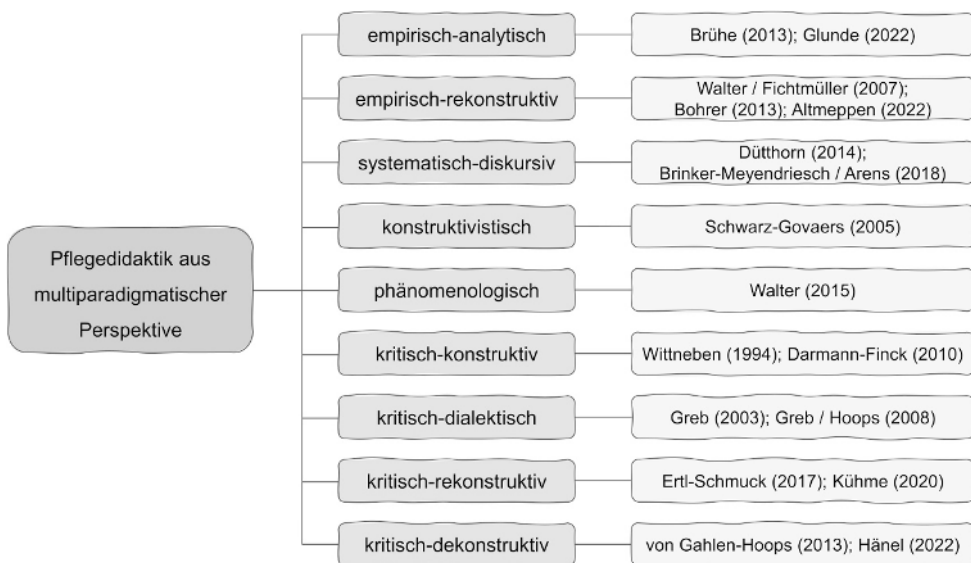 Pflegedidaktik aus
multiparadigmatischer
Perspektive
empirisch-analytisch
Brühe (2013); Glunde (2022)
empirisch-rekonstruktiv
Walter / Fichtmüller (2007);
Bohrer (2013); Altmeppen (2022)
systematisch-diskursiv
Dütthorn (2014);
Brinker-Meyendriesch / Arens (2018)
konstruktivistisch
Schwarz-Govaers (2005)
phänomenologisch
Walter (2015)
kritisch-konstruktiv
Wittneben (1994); Darmann-Finck (2010)
kritisch-dialektisch
Greb (2003); Greb / Hoops (2008)
kritisch-rekonstruktiv
Ertl-Schmuck (2017); Kühme (2020)
kritisch-dekonstruktiv
von Gahlen-Hoops (2013); Hänel (2022)